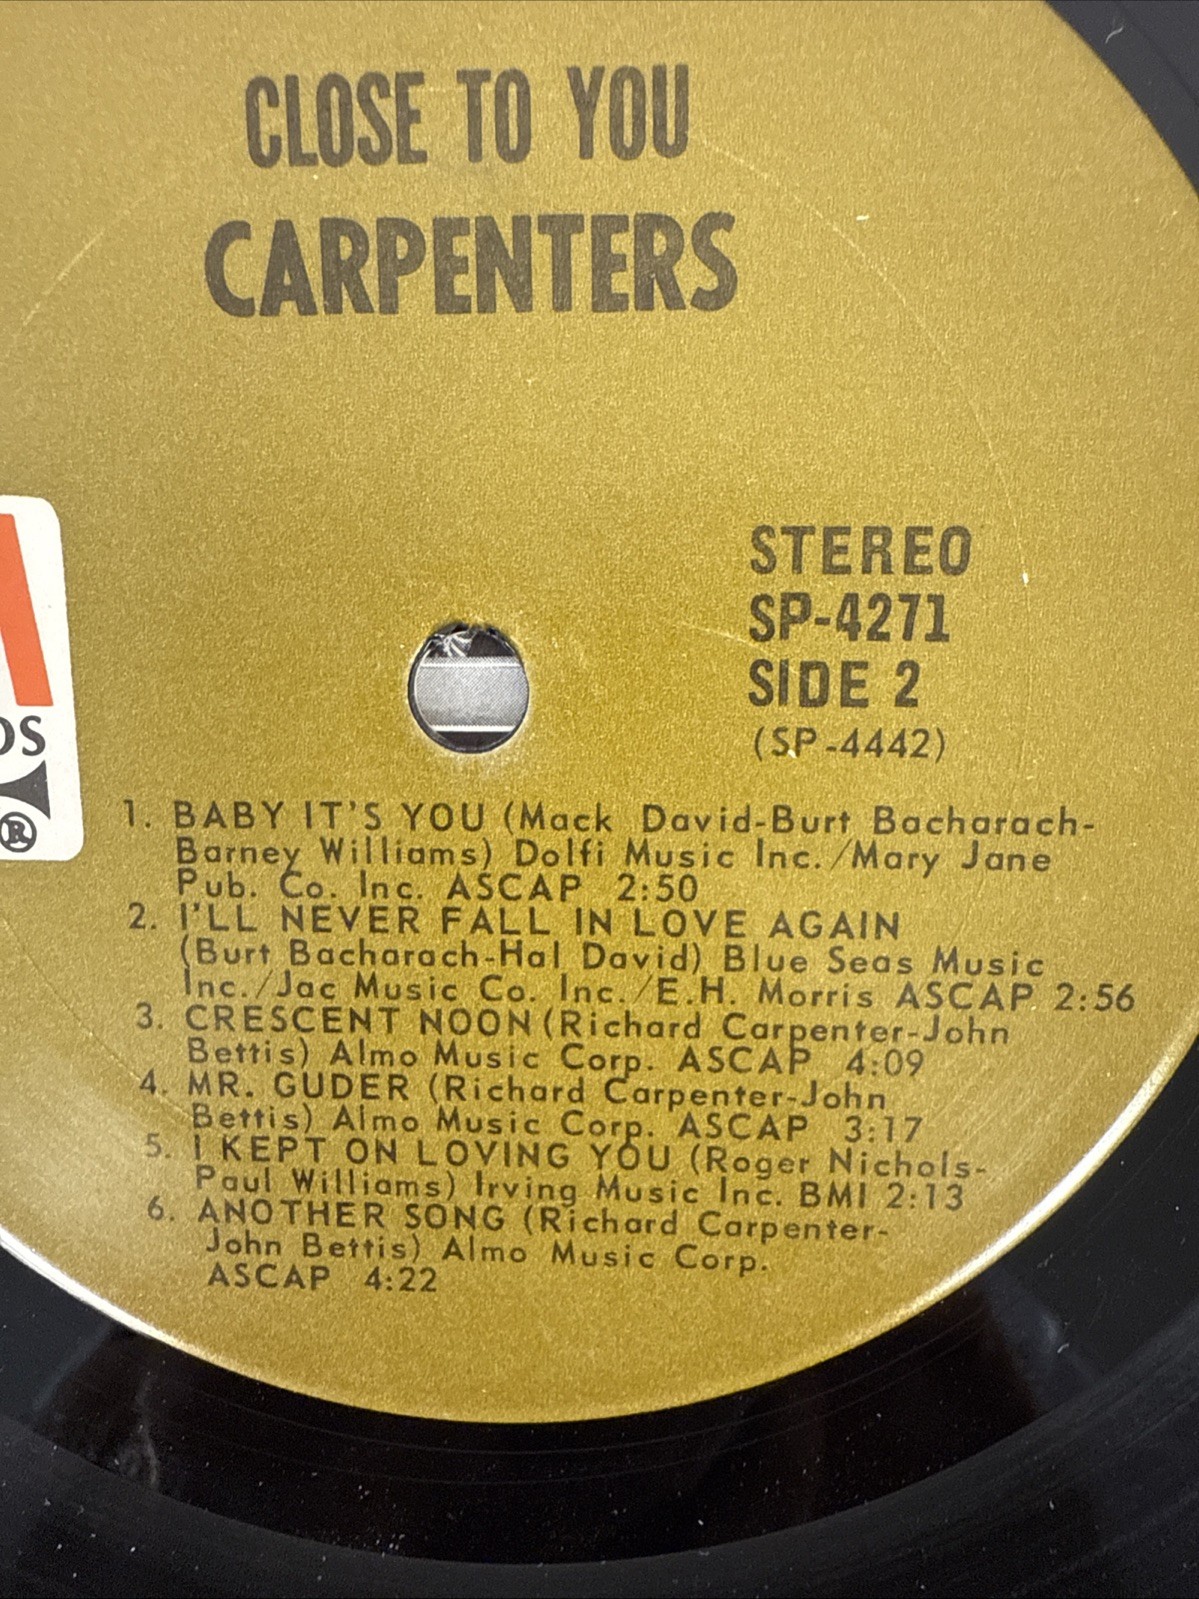 CLOSE TO YOU
CARPENTERS
STEREO
SP-4271
SIDE 2
(SP-4442)
DS
®
1. BABY IT'S YOU (Mack David-Burt Bacharach-
Barney Williams) Dolfi Music Inc./Mary Jane
Pub. Co. Inc. ASCAP 2:50
2. I'LL NEVER FALL IN LOVE AGAIN
(Burt Bacharach-Hal David) Blue Seas Music
Inc./Jac Music Co. Inc./E.H. Morris ASCAP 2:56
3. CRESCENT NOON (Richard Carpenter-John
Bettis) Almo Music Corp. ASCAP 4:09
4. MR. GUDER (Richard Carpenter-John
Bettis) Almo Music Corp. ASCAP 3:17
5. I KEPT ON LOVING YOU (Roger Nichols-
Paul Williams) Irving Music Inc. BMI 2:13
6. ANOTHER SONG (Richard Carpenter-
John Bettis) Almo Music Corp.
ASCAP 4:22